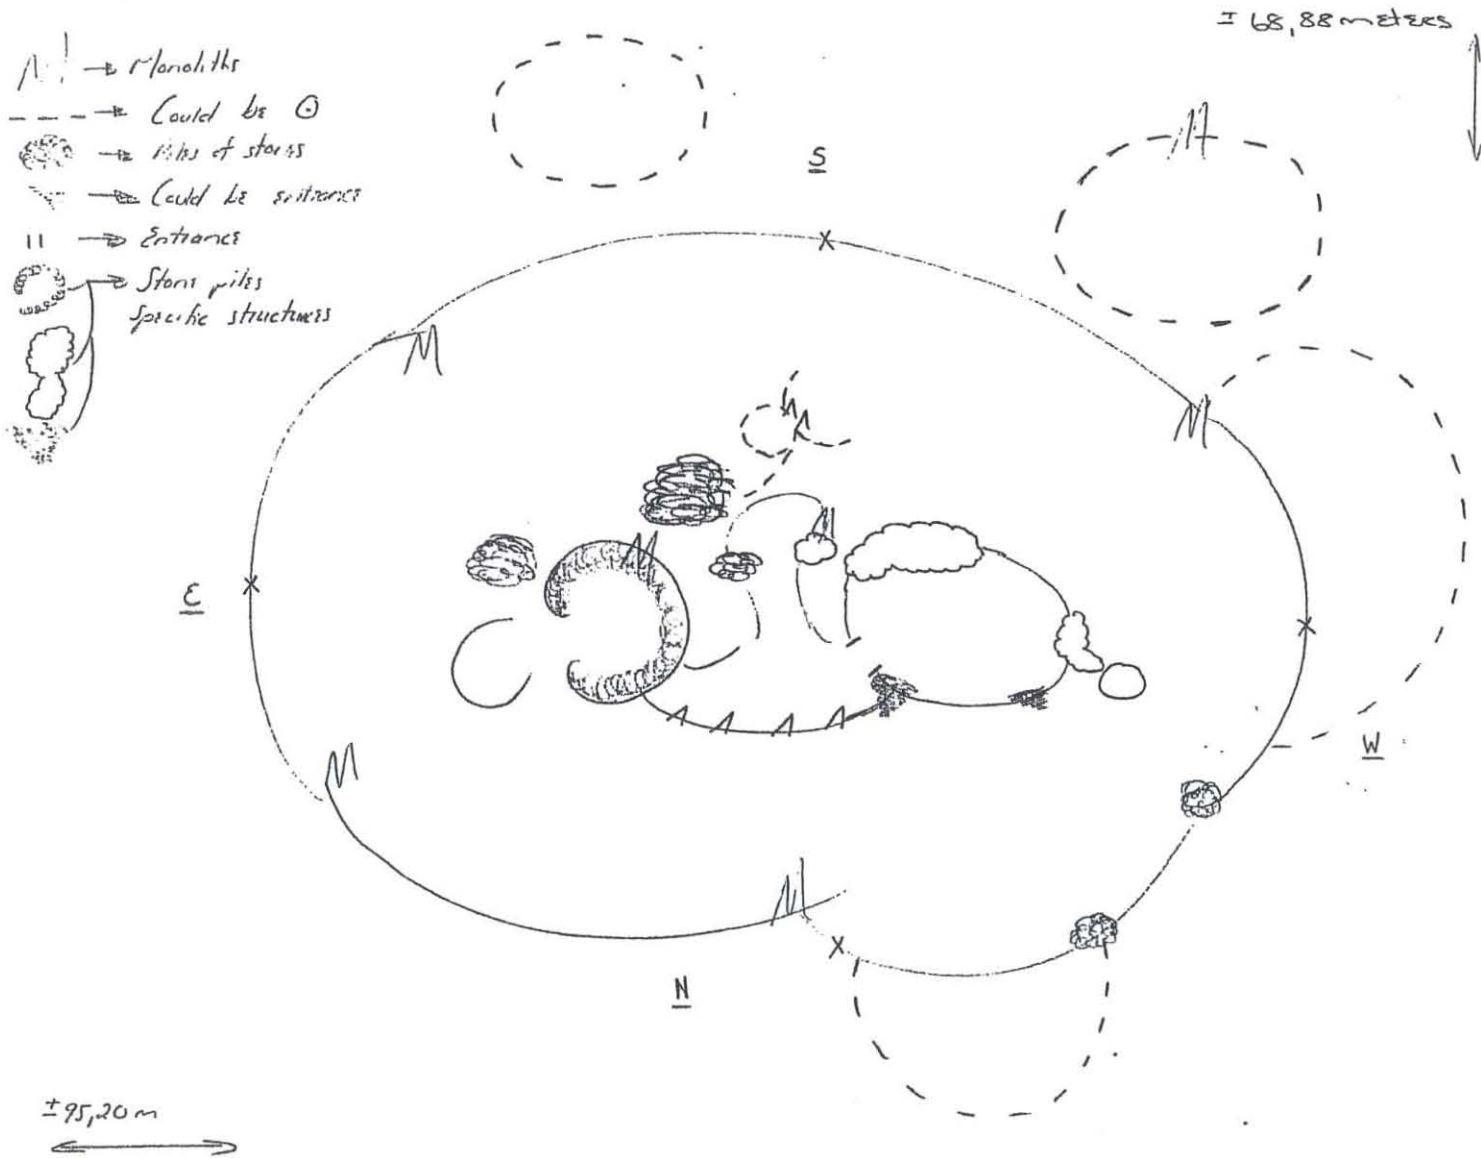 Monoliths
Could be ⊙
Piles of stones
Could be entrance
Entrance
Stone piles
Specific structures
± 68,88 meters
S
E
W
N
±95,20 m